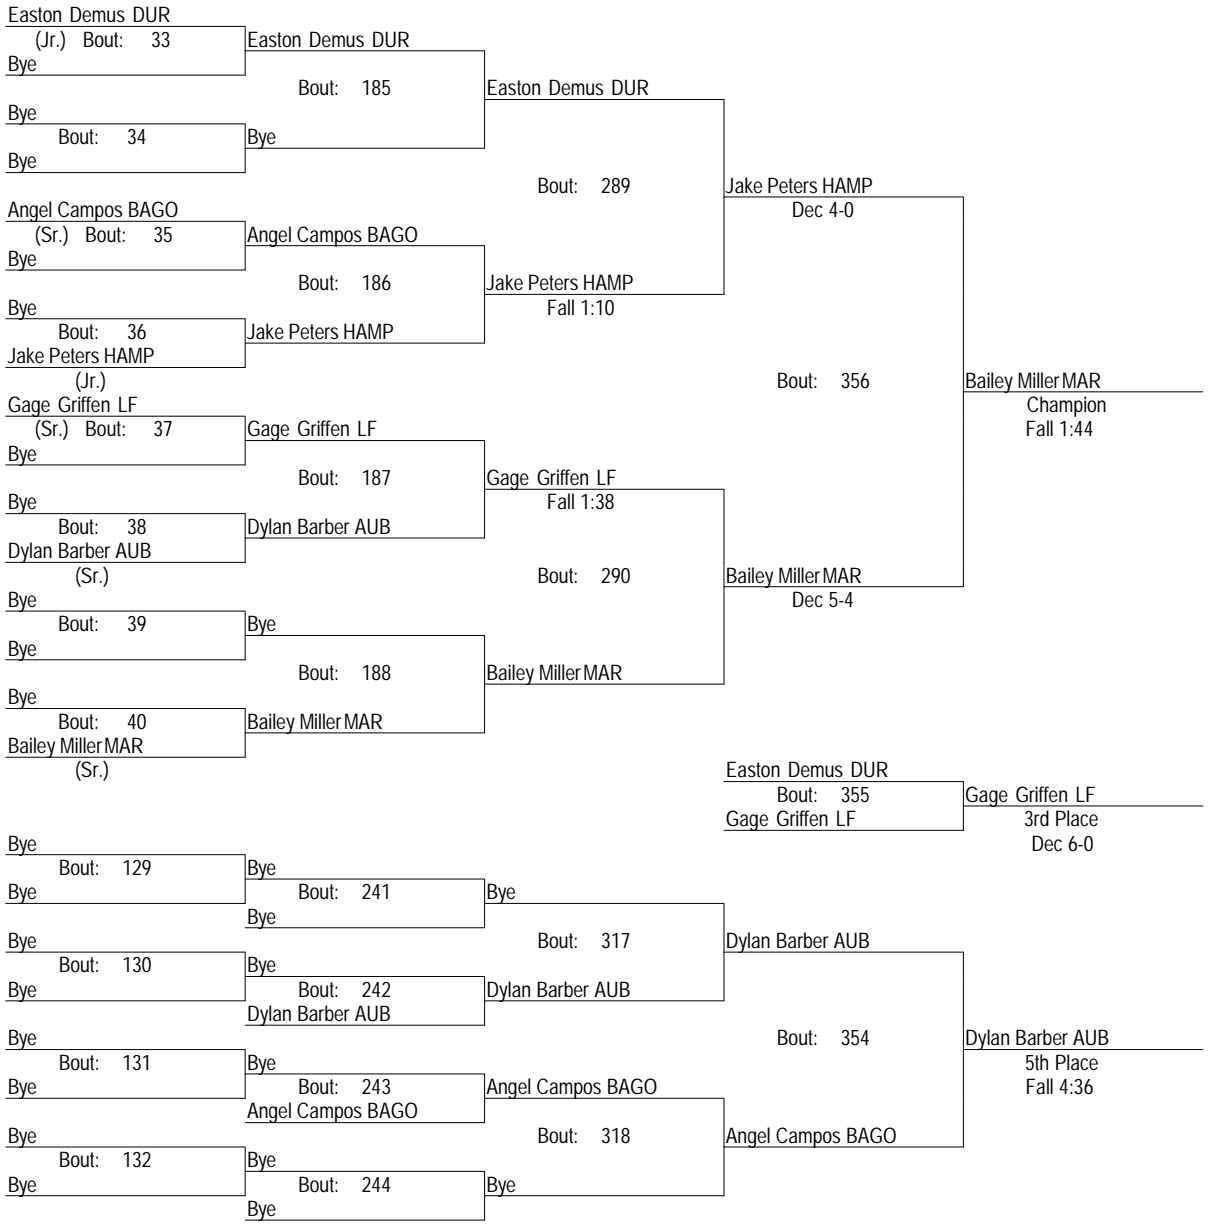 Easton Demus DUR
(Jr.) Bout: 33 Easton Demus DUR
Bye
Bout: 185 Easton Demus DUR
Bye
Bout: 34 Bye
Bye
Bout: 289 Jake Peters HAMP
Angel Campos BAGO Dec 4-0
(Sr.) Bout: 35 Angel Campos BAGO
Bye
Bout: 186 Jake Peters HAMP
Bye Fall 1:10
Bout: 36 Jake Peters HAMP
Jake Peters HAMP
(Jr.) Bout: 356 Bailey Miller MAR
Gage Griffen LF Champion
(Sr.) Bout: 37 Gage Griffen LF Fall 1:44
Bye
Bout: 187 Gage Griffen LF
Bye Fall 1:38
Bout: 38 Dylan Barber AUB
Dylan Barber AUB
(Sr.) Bout: 290 Bailey Miller MAR
Bye Dec 5-4
Bout: 39 Bye
Bye
Bout: 188 Bailey Miller MAR
Bye
Bout: 40 Bailey Miller MAR
Bailey Miller MAR
(Sr.) Easton Demus DUR
Bout: 355 Gage Griffen LF
Gage Griffen LF 3rd Place
Bye Dec 6-0
Bout: 129 Bye
Bye Bout: 241 Bye
Bye
Bye Bout: 317 Dylan Barber AUB
Bout: 130 Bye
Bye Bout: 242 Dylan Barber AUB
Dylan Barber AUB
Bye Bout: 354 Dylan Barber AUB
Bout: 131 Bye 5th Place
Bye Bout: 243 Angel Campos BAGO Fall 4:36
Angel Campos BAGO
Bye Bout: 318 Angel Campos BAGO
Bout: 132 Bye
Bye Bout: 244 Bye
Bye